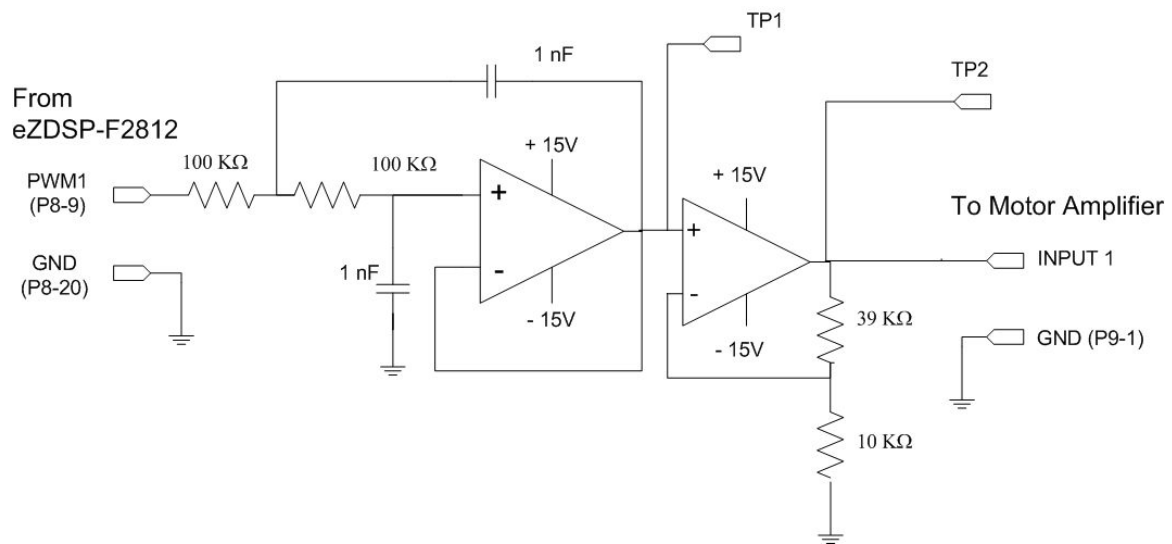 TP1
1 nF
TP2
From
eZDSP-F2812
100 KΩ
100 KΩ
+ 15V
+ 15V
PWM1
(P8-9)
+
+
To Motor Amplifier
INPUT 1
GND
(P8-20)
1 nF
-
-
- 15V
- 15V
39 KΩ
GND (P9-1)
10 KΩ